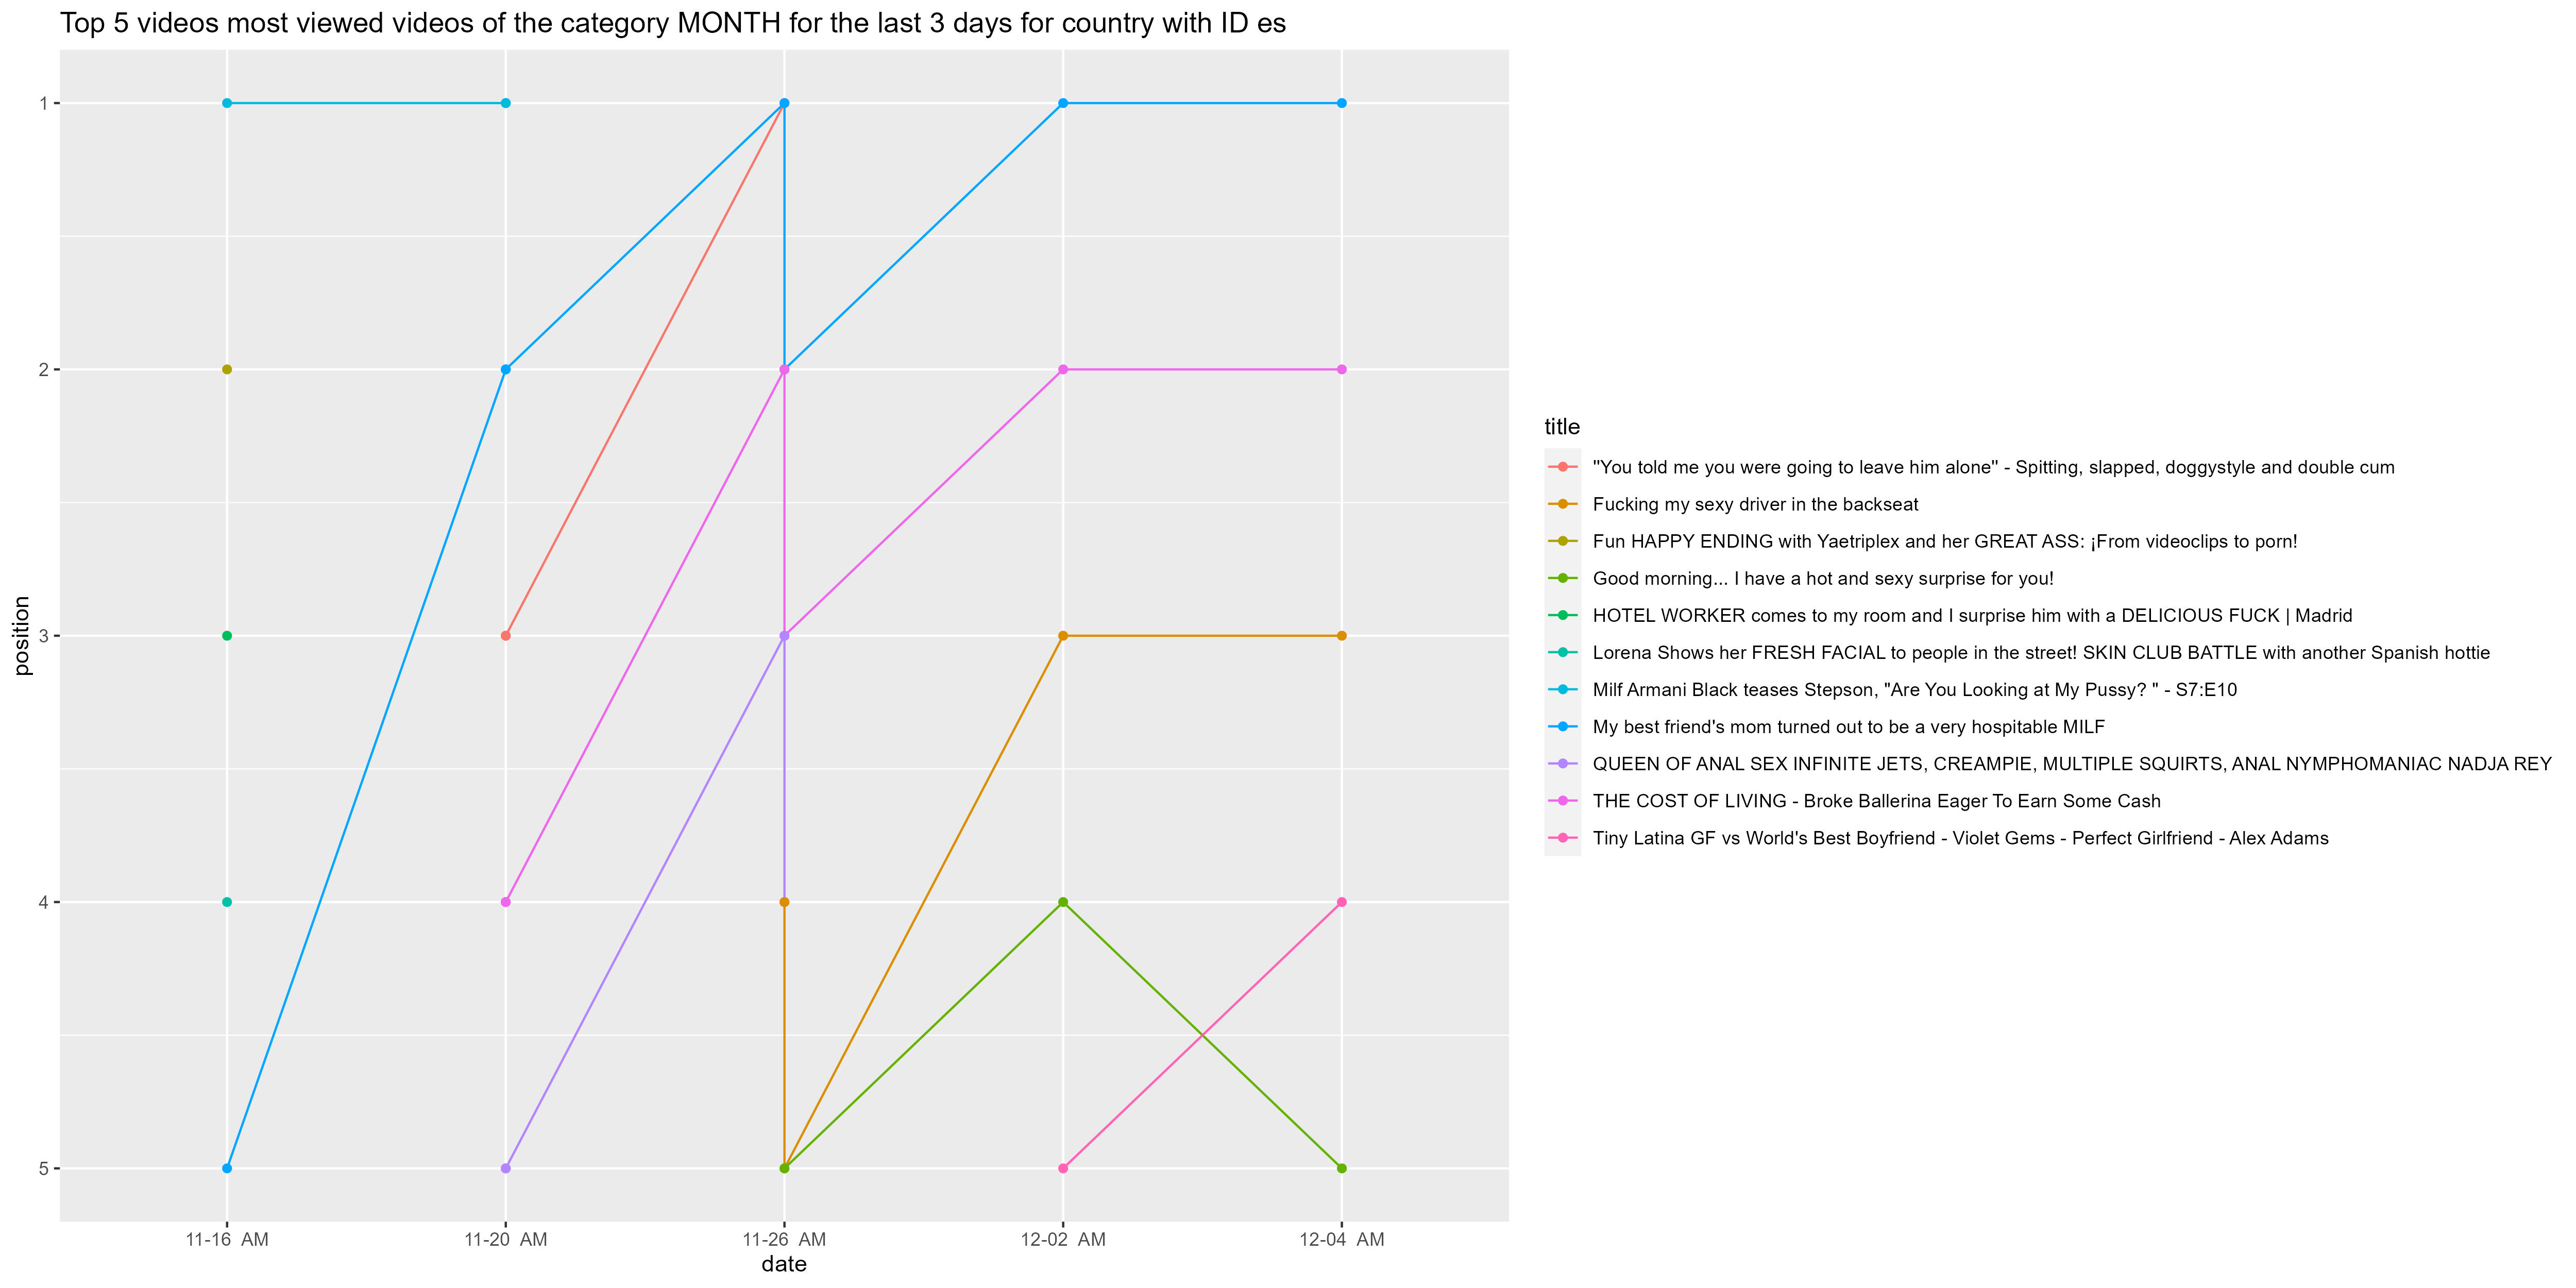 Top 5 videos most viewed videos of the category MONTH for the last 3 days for country with ID es
position
1
2
3
4
5
11-16 AM
11-20 AM
11-26 AM
12-02 AM
12-04 AM
date
title
"You told me you were going to leave him alone" - Spitting, slapped, doggystyle and double cum
Fucking my sexy driver in the backseat
Fun HAPPY ENDING with Yaetriplex and her GREAT ASS: ¡From videoclips to porn!
Good morning... I have a hot and sexy surprise for you!
HOTEL WORKER comes to my room and I surprise him with a DELICIOUS FUCK | Madrid
Lorena Shows her FRESH FACIAL to people in the street! SKIN CLUB BATTLE with another Spanish hottie
Milf Armani Black teases Stepson, "Are You Looking at My Pussy? " - S7:E10
My best friend's mom turned out to be a very hospitable MILF
QUEEN OF ANAL SEX INFINITE JETS, CREAMPIE, MULTIPLE SQUIRTS, ANAL NYMPHOMANIAC NADJA REY
THE COST OF LIVING - Broke Ballerina Eager To Earn Some Cash
Tiny Latina GF vs World's Best Boyfriend - Violet Gems - Perfect Girlfriend - Alex Adams